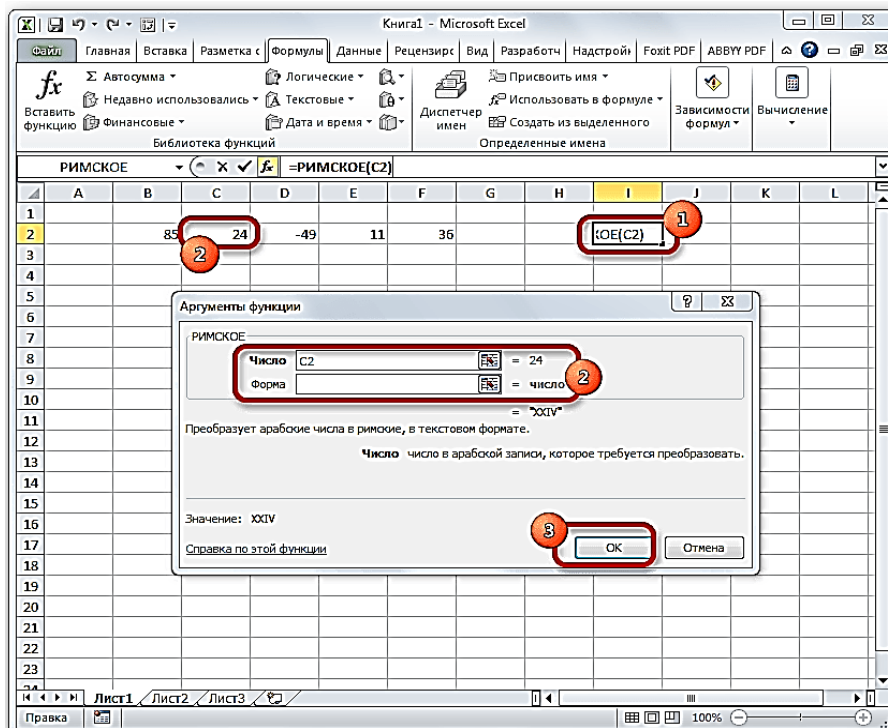 Книга1 - Microsoft Excel
Файл Главная Вставка Разметка с Формулы Данные Рецензирс Вид Разработч Надстройк Foxit PDF ABBYY PDF
fx Σ Автосумма Логические
Недавно использовались Текстовые
Вставить функцию Финансовые Дата и время
Библиотека функций
Диспетчер имен
Присвоить имя
Использовать в формуле
Создать из выделенного
Определенные имена
Зависимости формул
Вычисление
РИМСКОЕ fx =РИМСКОЕ(C2)
A B C D E F G H I J K L
1
2 85 24 -49 11 36 КОЕ(C2)
1
2
3
4
5
6
7
8
9
10
11
12
13
14
15
16
17
18
19
20
21
22
23
24
Аргументы функции
РИМСКОЕ
Число C2 = 24
Форма = число
2
= "XXIV"
Преобразует арабские числа в римские, в текстовом формате.
Число число в арабской записи, которое требуется преобразовать.
Значение: XXIV
3
Справка по этой функции OK Отмена
Лист1 Лист2 Лист3
Правка 100%